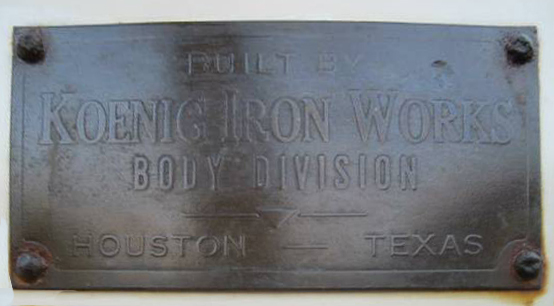 BUILT BY
KOENIG IRON WORKS
BODY DIVISION
HOUSTON — TEXAS